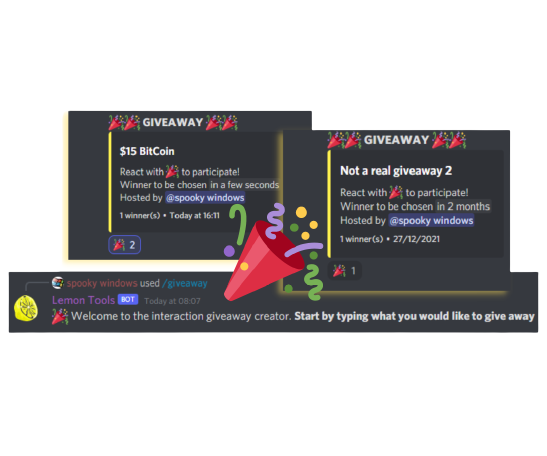 GIVEAWAY
$15 BitCoin
React with to participate!
Winner to be chosen in a few seconds
Hosted by @spooky windows
1 winner(s) • Today at 16:11
2
GIVEAWAY
Not a real giveaway 2
React with to participate!
Winner to be chosen in 2 months
Hosted by @spooky windows
1 winner(s) • 27/12/2021
1
spooky windows used /giveaway
Lemon Tools BOT Today at 08:07
Welcome to the interaction giveaway creator. Start by typing what you would like to give away